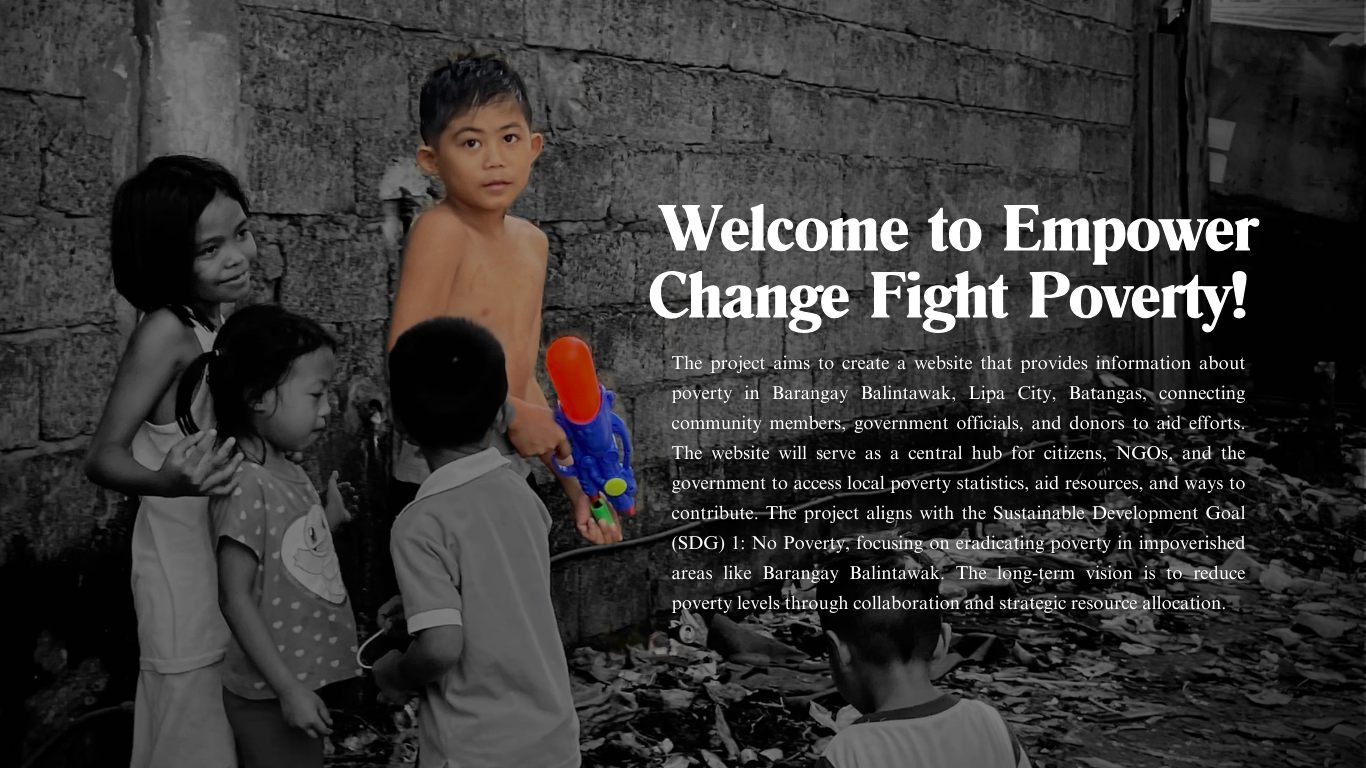 Welcome to Empower
Change Fight Poverty!
The project aims to create a website that provides information about
poverty in Barangay Balintawak, Lipa City, Batangas, connecting
community members, government officials, and donors to aid efforts.
The website will serve as a central hub for citizens, NGOs, and the
government to access local poverty statistics, aid resources, and ways to
contribute. The project aligns with the Sustainable Development Goal
(SDG) 1: No Poverty, focusing on eradicating poverty in impoverished
areas like Barangay Balintawak. The long-term vision is to reduce
poverty levels through collaboration and strategic resource allocation.